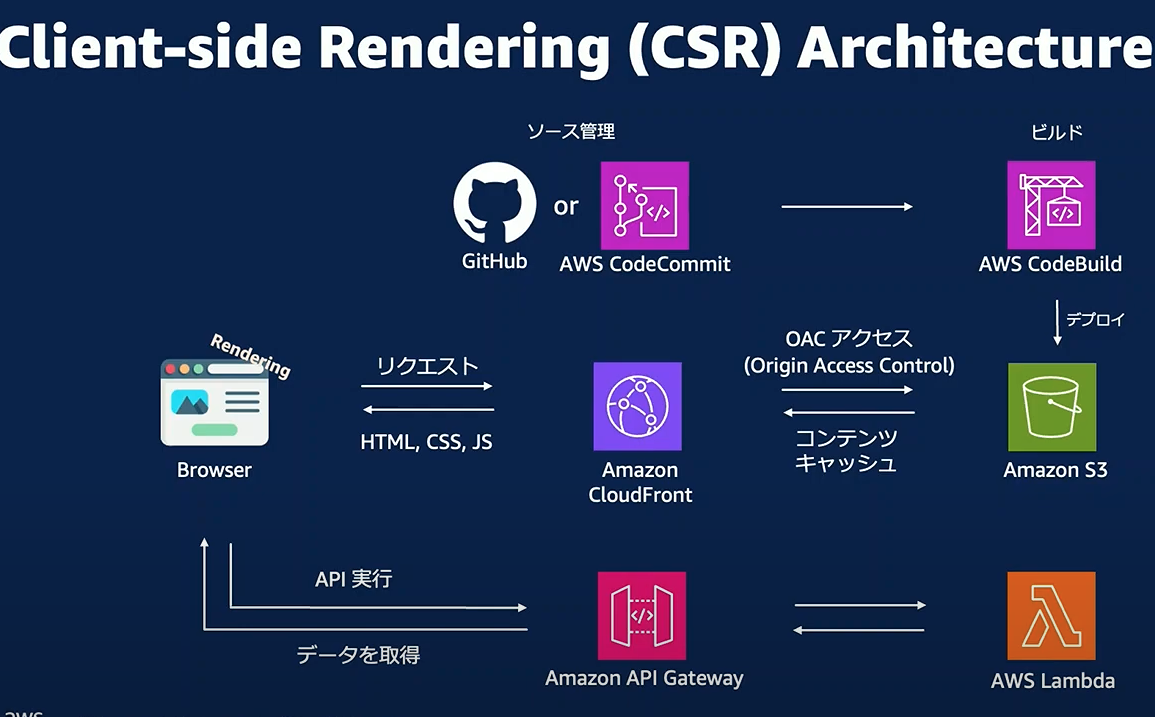 Client-side Rendering (CSR) Architecture
ソース管理
ビルド
or
GitHub
AWS CodeCommit
AWS CodeBuild
デプロイ
Rendering
リクエスト
OAC アクセス
(Origin Access Control)
HTML, CSS, JS
コンテンツ
キャッシュ
Browser
Amazon
CloudFront
Amazon S3
API 実行
データを取得
Amazon API Gateway
AWS Lambda
aws